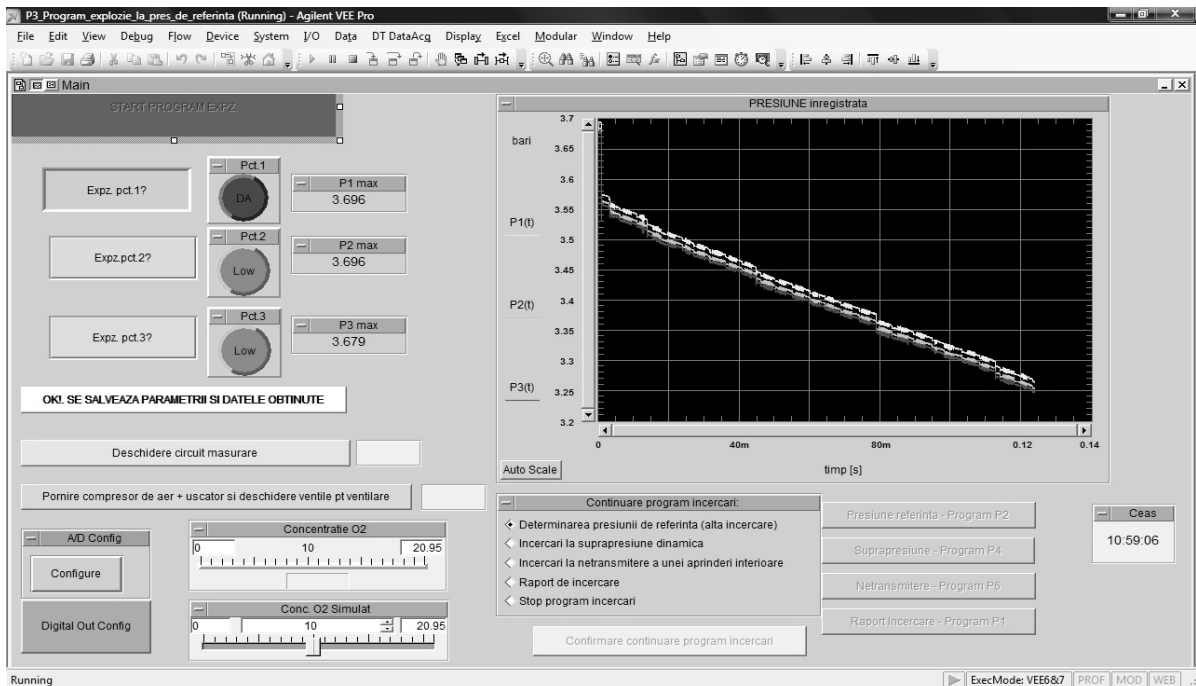 P3_Program_explozie_la_pres_de_referinta (Running) - Agilent VEE Pro
File Edit View Debug Flow Device System I/O Data DT DataAcq Display Excel Modular Window Help
Main
START PROGRAM EXPZ.
Expz. pct.1?
Pct.1
DA
P1 max
3.696
Expz.pct.2?
Pct.2
Low
P2 max
3.696
Expz. pct.3?
Pct.3
Low
P3 max
3.679
OK!. SE SALVEAZA PARAMETRII SI DATELE OBTINUTE
Deschidere circuit masurare
Pornire compresor de aer + uscator si deschidere ventile pt ventilare
A/D Config
Configure
Digital Out Config
Concentratie O2
0 10 20.95
Conc. O2 Simulat
0 10 20.95
PRESIUNE inregistrata
bari
P1(t)
P2(t)
P3(t)
3.7
3.65
3.6
3.55
3.5
3.45
3.4
3.35
3.3
3.25
3.2
0 40m 80m 0.12 0.14
Auto Scale
timp [s]
Continuare program incercari:
Determinarea presiunii de referinta (alta incercare)
Incercari la suprapresiune dinamica
Incercari la netransmitere a unei aprinderi interioare
Raport de incercare
Stop program incercari
Confirmare continuare program incercari
Presiune referinta - Program P2
Suprapresiune - Program P4
Netransmitere - Program P6
Raport Incercare - Program P1
Ceas
10:59:06
Running
ExecMode: VEE6&7 PROF MOD WEB